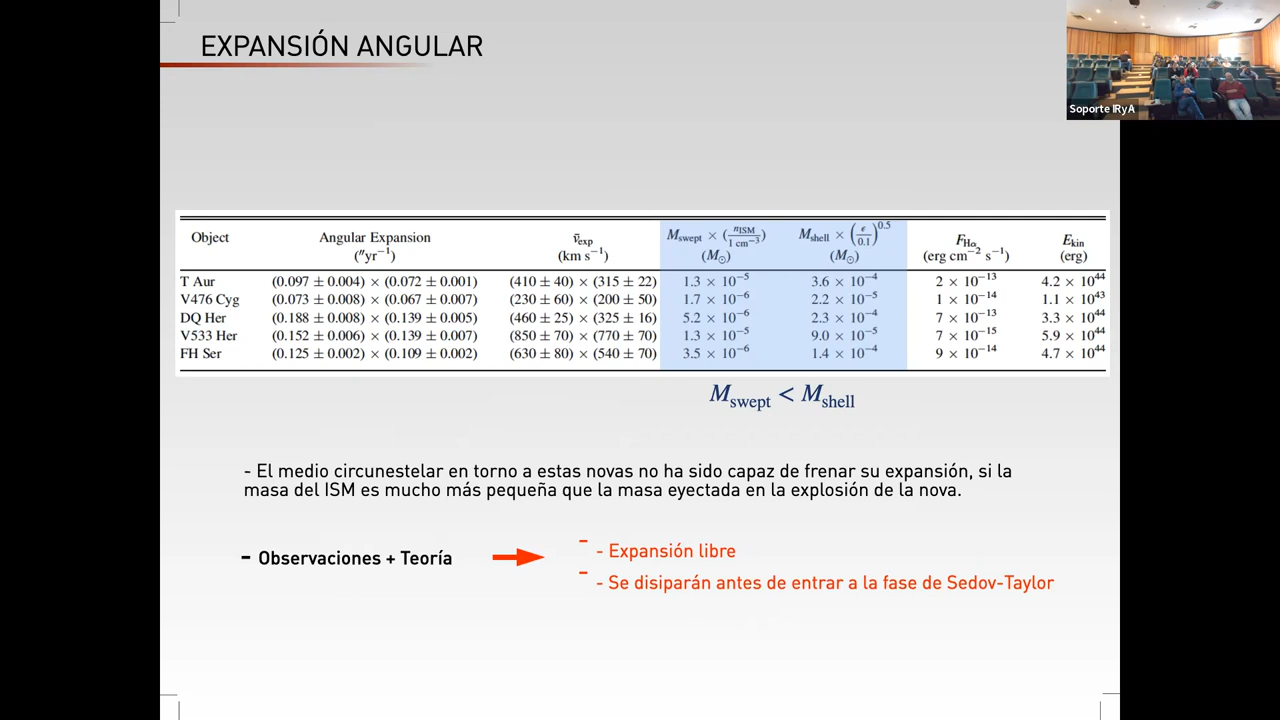 EXPANSIÓN ANGULAR
Soporte IRyA
Object Angular Expansion (″yr⁻¹) v̄exp (km s⁻¹) Mswept × (nISM / 1 cm⁻³) (M⊙) Mshell × (ϵ / 0.1)^0.5 (M⊙) FHα (erg cm⁻² s⁻¹) Ekin (erg)
T Aur (0.097 ± 0.004) × (0.072 ± 0.001) (410 ± 40) × (315 ± 22) 1.3 × 10⁻⁵ 3.6 × 10⁻⁴ 2 × 10⁻¹³ 4.2 × 10⁴⁴
V476 Cyg (0.073 ± 0.008) × (0.067 ± 0.007) (230 ± 60) × (200 ± 50) 1.7 × 10⁻⁶ 2.2 × 10⁻⁵ 1 × 10⁻¹⁴ 1.1 × 10⁴³
DQ Her (0.188 ± 0.008) × (0.139 ± 0.005) (460 ± 25) × (325 ± 16) 5.2 × 10⁻⁶ 2.3 × 10⁻⁴ 7 × 10⁻¹³ 3.3 × 10⁴⁴
V533 Her (0.152 ± 0.006) × (0.139 ± 0.007) (850 ± 70) × (770 ± 70) 1.3 × 10⁻⁵ 9.0 × 10⁻⁵ 7 × 10⁻¹⁵ 5.9 × 10⁴⁴
FH Ser (0.125 ± 0.002) × (0.109 ± 0.002) (630 ± 80) × (540 ± 70) 3.5 × 10⁻⁶ 1.4 × 10⁻⁴ 9 × 10⁻¹⁴ 4.7 × 10⁴⁴
Mswept < Mshell
- El medio circunestelar en torno a estas novas no ha sido capaz de frenar su expansión, si la
masa del ISM es mucho más pequeña que la masa eyectada en la explosión de la nova.
- Observaciones + Teoría
- - Expansión libre
- - Se disiparán antes de entrar a la fase de Sedov-Taylor